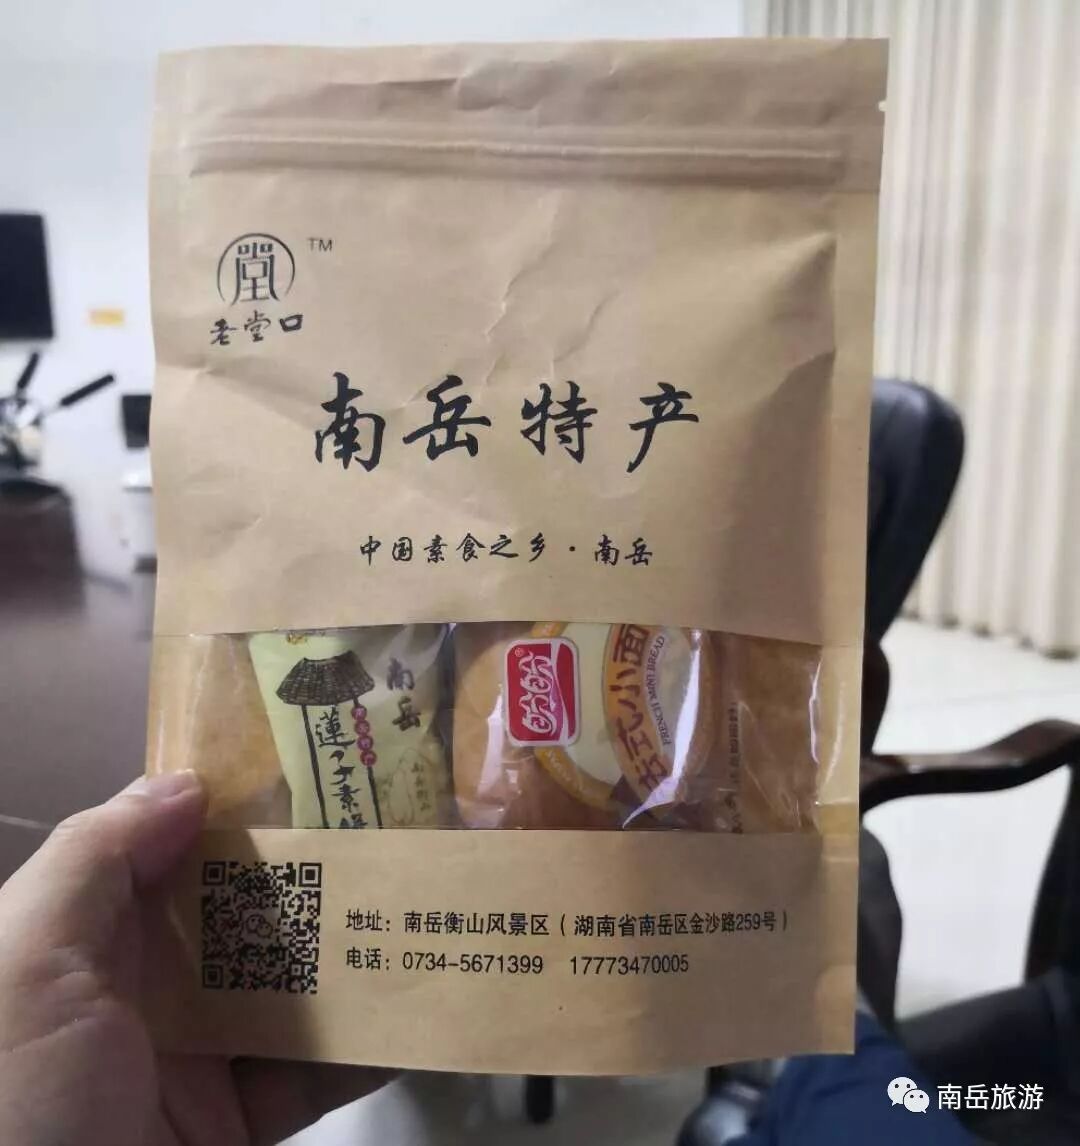 堂 TM
老堂口
南岳特产
中国素食之乡·南岳
南岳
蓮子素餅
盼盼®
法式小面
FRENCH MINI BREAD
地址：南岳衡山风景区（湖南省南岳区金沙路259号）
电话：0734-5671399 17773470005
南岳旅游